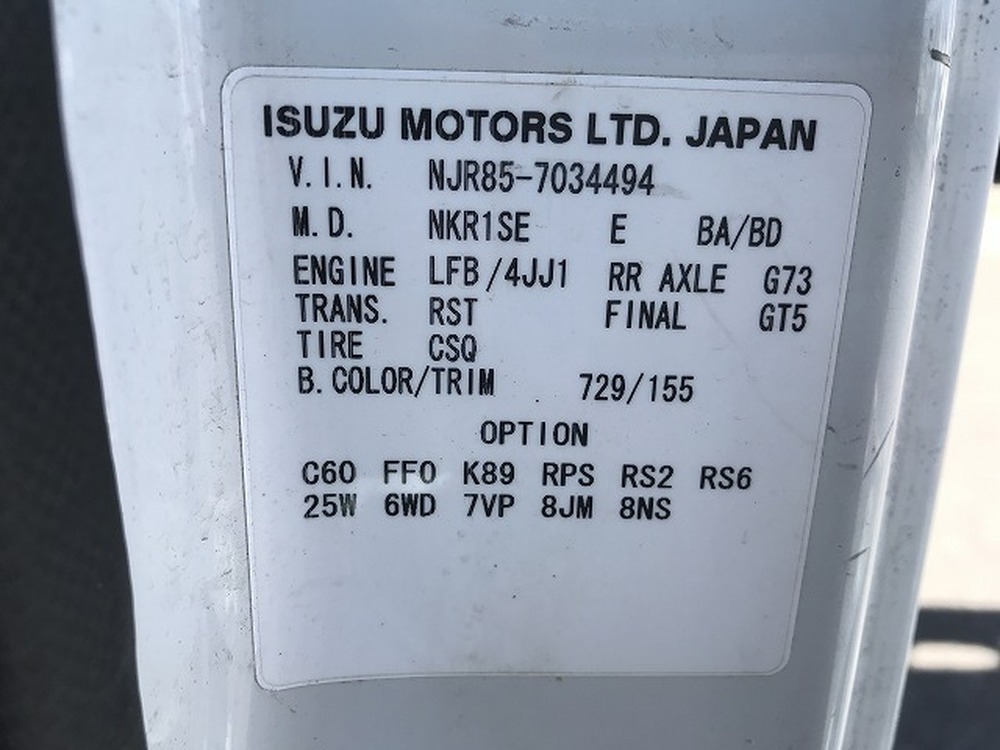 ISUZU MOTORS LTD. JAPAN
V.I.N. NJR85-7034494
M.D. NKR1SE E BA/BD
ENGINE LFB/4JJ1 RR AXLE G73
TRANS. RST FINAL GT5
TIRE CSQ
B.COLOR/TRIM 729/155
OPTION
C60 FF0 K89 RPS RS2 RS6
25W 6WD 7VP 8JM 8NS